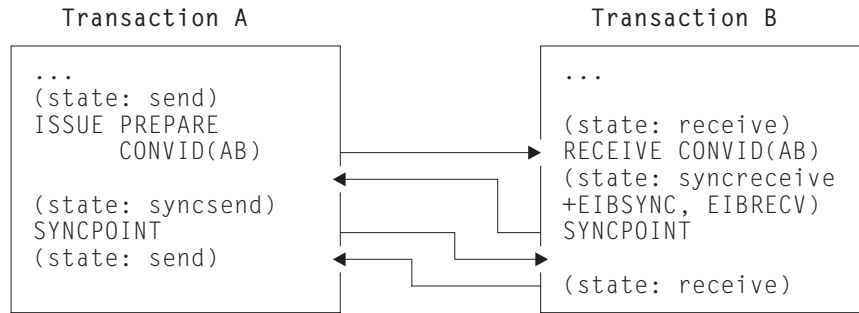 Transaction A
Transaction B
...
(state: send)
ISSUE PREPARE
CONVID(AB)
(state: syncsend)
SYNCPOINT
(state: send)
...
(state: receive)
RECEIVE CONVID(AB)
(state: syncreceive
+EIBSYNC, EIBRECV)
SYNCPOINT
(state: receive)